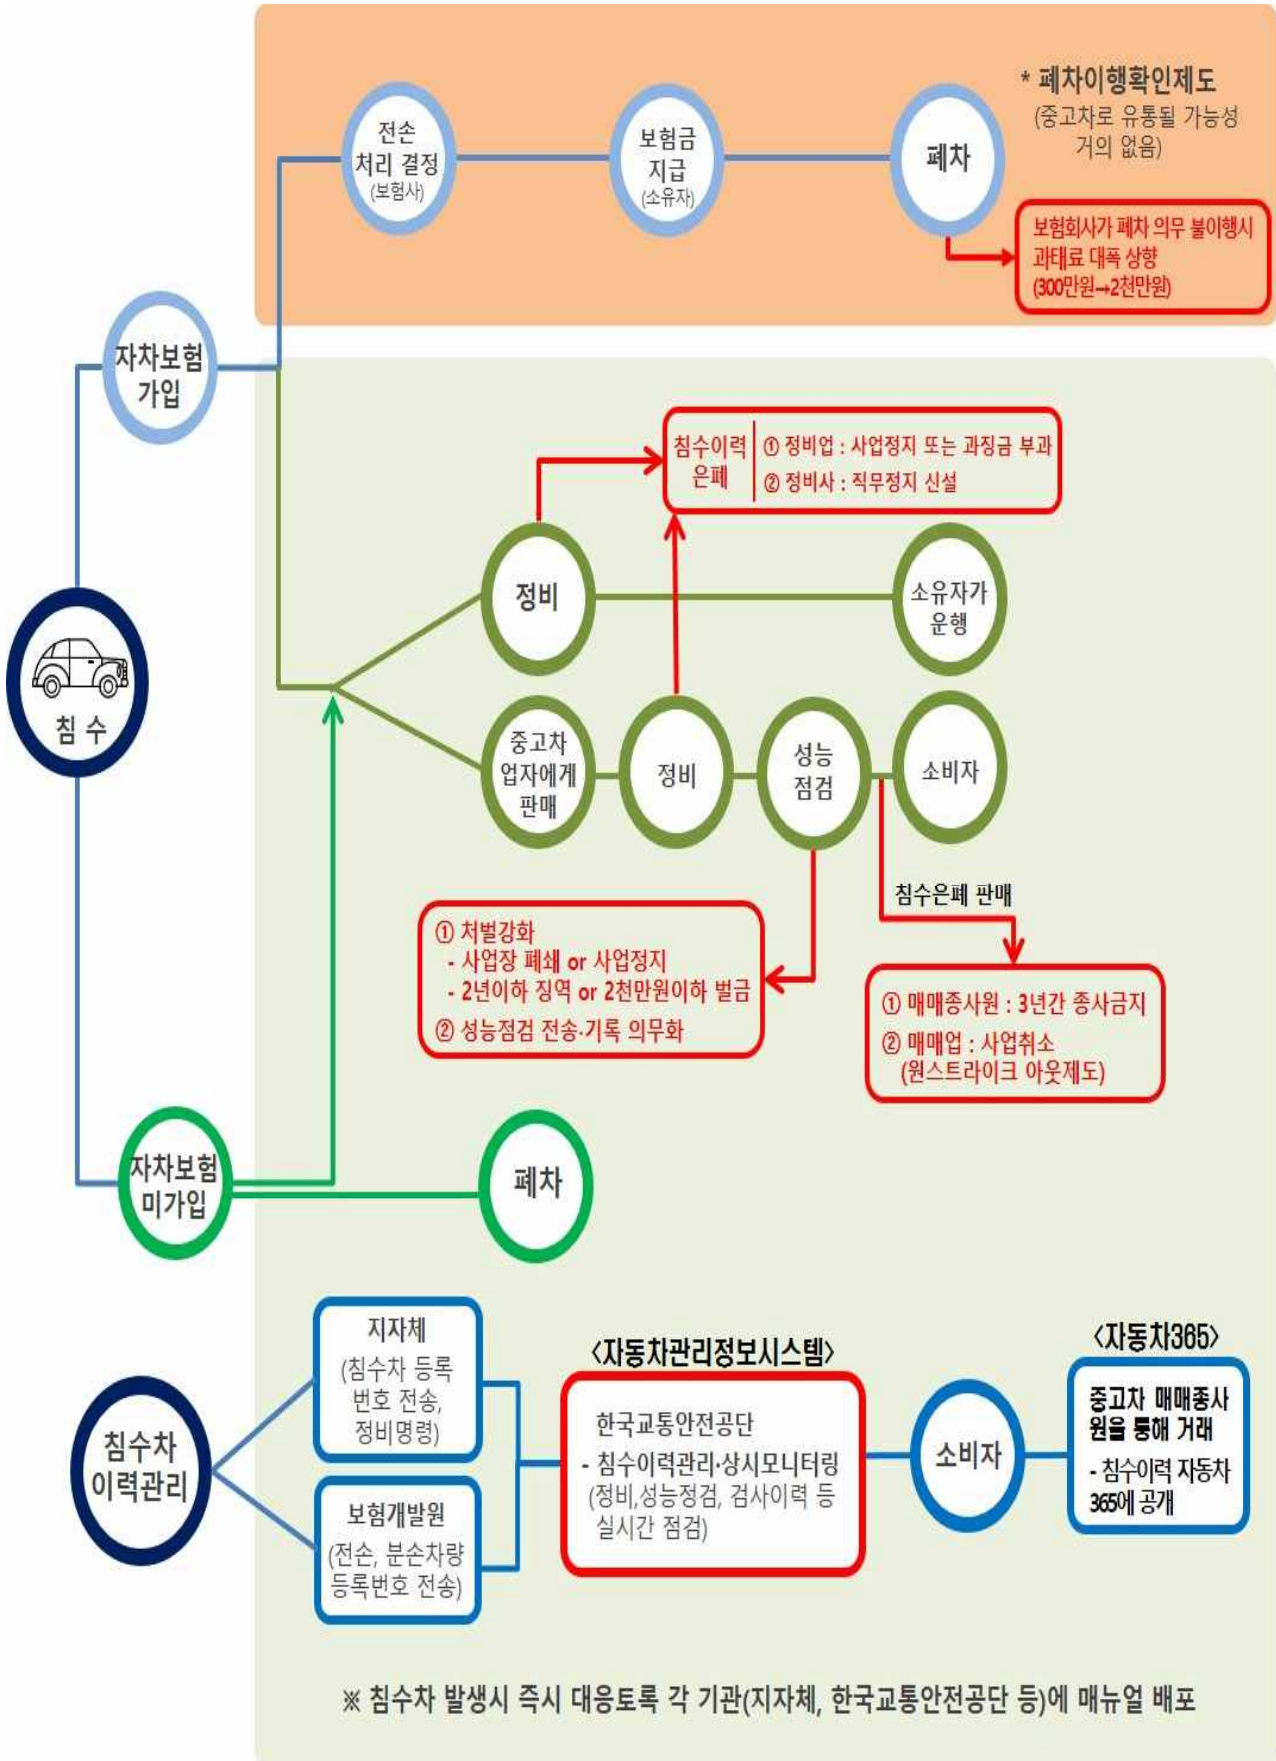 전손
처리 결정
(보험사)
보험금
지급
(소유자)
폐차
* 폐차이행확인제도
(중고차로 유통될 가능성
거의 없음)
보험회사가 폐차 의무 불이행시
과태료 대폭 상향
(300만원→2천만원)
자차보험
가입
침수이력
은폐
① 정비업 : 사업정지 또는 과징금 부과
② 정비사 : 직무정지 신설
정비
소유자가
운행
침 수
중고차
업자에게
판매
정비
성능
점검
소비자
침수은폐 판매
① 처벌강화
- 사업장 폐쇄 or 사업정지
- 2년이하 징역 or 2천만원이하 벌금
② 성능점검 전송·기록 의무화
① 매매종사원 : 3년간 종사금지
② 매매업 : 사업취소
(원스트라이크 아웃제도)
자차보험
미가입
폐차
침수차
이력관리
지자체
(침수차 등록
번호 전송,
정비명령)
보험개발원
(전손, 분손차량
등록번호 전송)
<자동차관리정보시스템>
한국교통안전공단
- 침수이력관리·상시모니터링
(정비,성능정검, 검사이력 등
실시간 점검)
소비자
<자동차365>
중고차 매매종사
원을 통해 거래
- 침수이력 자동차
365에 공개
※ 침수차 발생시 즉시 대응토록 각 기관(지자체, 한국교통안전공단 등)에 매뉴얼 배포